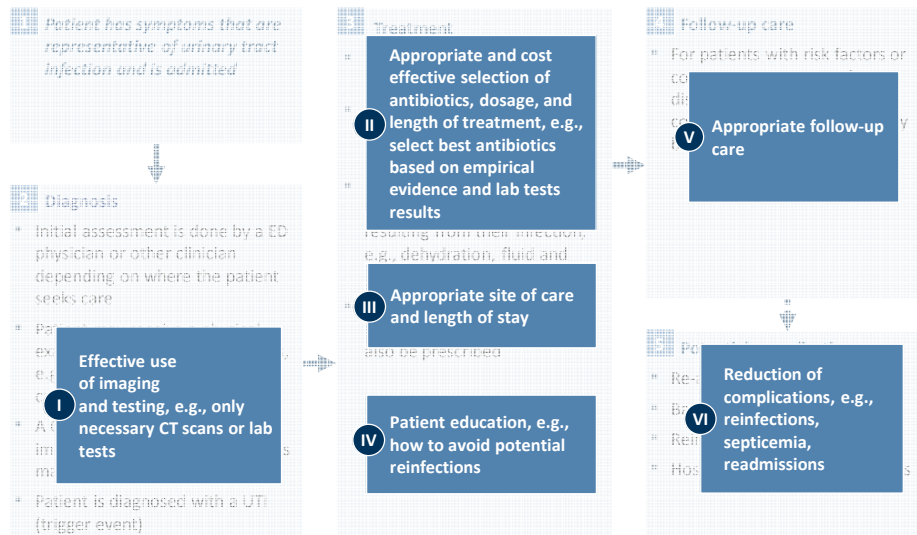 1 Patient has symptoms that are
representative of urinary tract
infection and is admitted
2 Diagnosis
Initial assessment is done by a ED
physician or other clinician
depending on where the patient
seeks care
I
Effective use
of imaging
and testing, e.g., only
necessary CT scans or lab
tests
Patient is diagnosed with a UTI
(trigger event)
3 Treatment
II
Appropriate and cost
effective selection of
antibiotics, dosage, and
length of treatment, e.g.,
select best antibiotics
based on empirical
evidence and lab tests
results
resulting from their infection,
e.g., dehydration, fluid and
III
Appropriate site of care
and length of stay
also be prescribed
IV
Patient education, e.g.,
how to avoid potential
reinfections
4 Follow-up care
For patients with risk factors or
V
Appropriate follow-up
care
VI
Reduction of
complications, e.g.,
reinfections,
septicemia,
readmissions